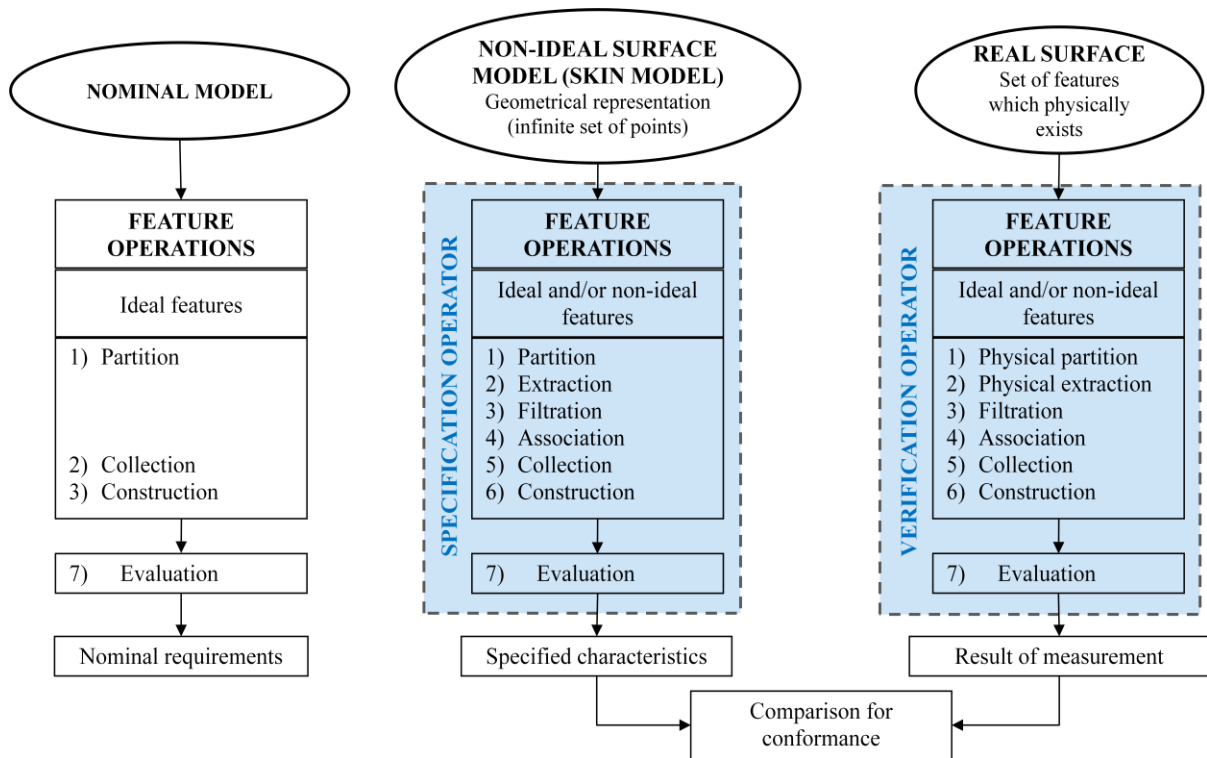 NOMINAL MODEL
FEATURE
OPERATIONS
Ideal features
1) Partition
2) Collection
3) Construction
7) Evaluation
Nominal requirements
NON-IDEAL SURFACE
MODEL (SKIN MODEL)
Geometrical representation
(infinite set of points)
SPECIFICATION OPERATOR
FEATURE
OPERATIONS
Ideal and/or non-ideal
features
1) Partition
2) Extraction
3) Filtration
4) Association
5) Collection
6) Construction
7) Evaluation
Specified characteristics
REAL SURFACE
Set of features
which physically
exists
VERIFICATION OPERATOR
FEATURE
OPERATIONS
Ideal and/or non-ideal
features
1) Physical partition
2) Physical extraction
3) Filtration
4) Association
5) Collection
6) Construction
7) Evaluation
Result of measurement
Comparison for
conformance